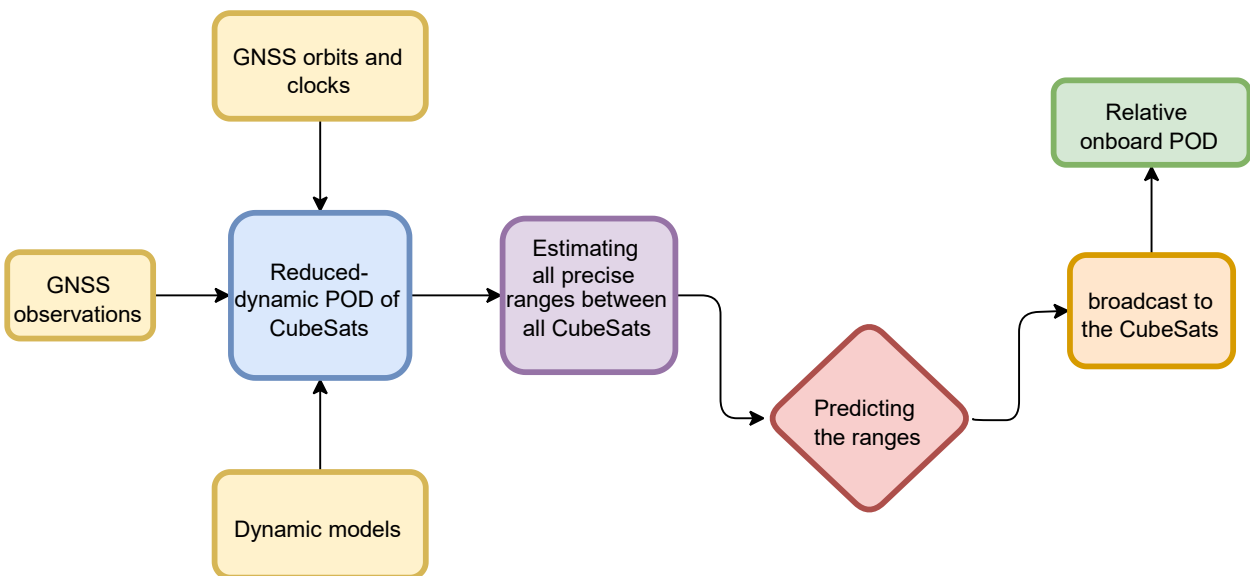 GNSS orbits and
clocks
GNSS
observations
Reduced-
dynamic POD of
CubeSats
Dynamic models
Estimating
all precise
ranges between
all CubeSats
Predicting
the ranges
broadcast to
the CubeSats
Relative
onboard POD